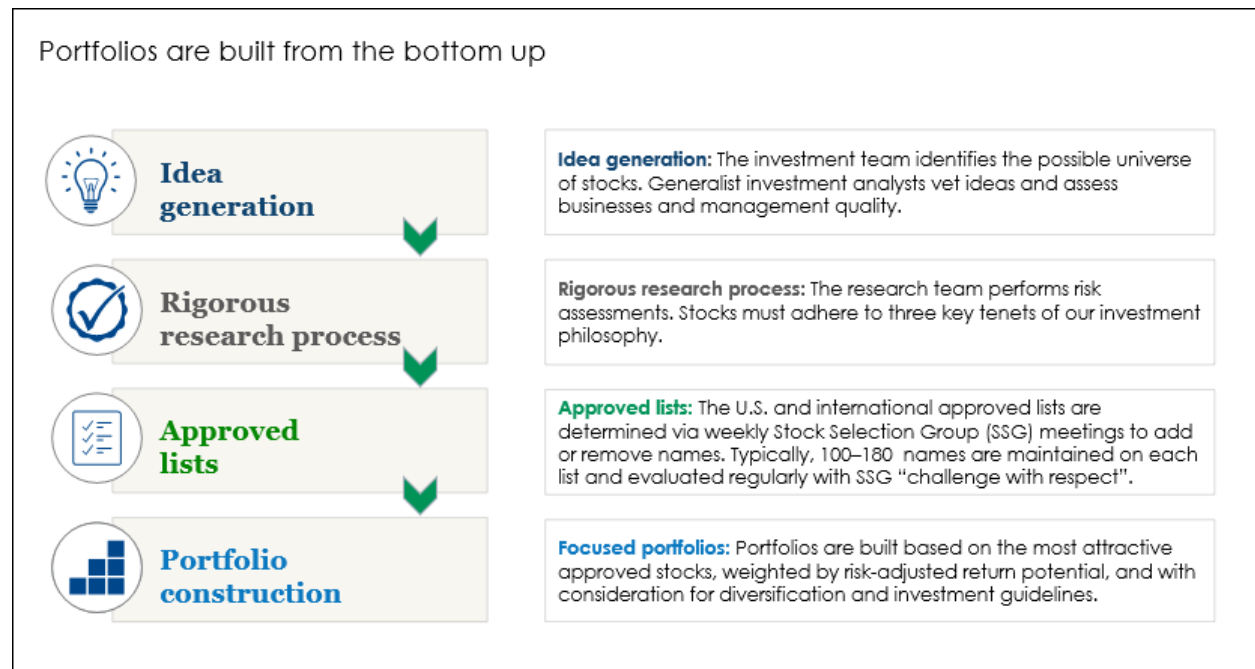 Portfolios are built from the bottom up
Idea
generation
Idea generation: The investment team identifies the possible universe
of stocks. Generalist investment analysts vet ideas and assess
businesses and management quality.
Rigorous
research process
Rigorous research process: The research team performs risk
assessments. Stocks must adhere to three key tenets of our investment
philosophy.
Approved
lists
Approved lists: The U.S. and international approved lists are
determined via weekly Stock Selection Group (SSG) meetings to add
or remove names. Typically, 100–180 names are maintained on each
list and evaluated regularly with SSG “challenge with respect”.
Portfolio
construction
Focused portfolios: Portfolios are built based on the most attractive
approved stocks, weighted by risk-adjusted return potential, and with
consideration for diversification and investment guidelines.